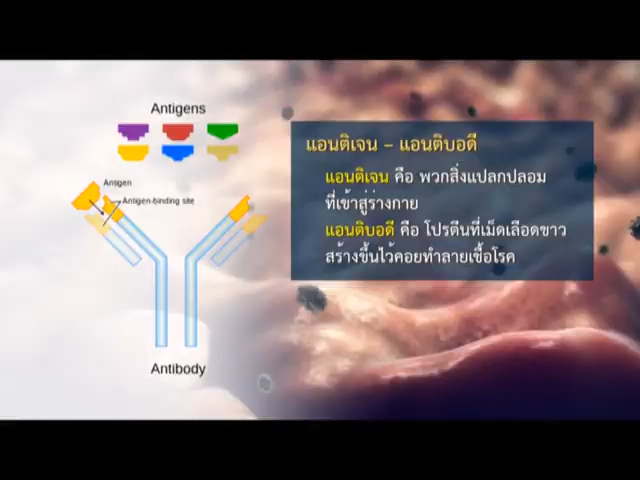 Antigens
Antigen
Antigen-binding site
Antibody
แอนติเจน – แอนติบอดี
แอนติเจน คือ พวกสิ่งแปลกปลอม
ที่เข้าสู่ร่างกาย
แอนติบอดี คือ โปรตีนที่เม็ดเลือดขาว
สร้างขึ้นไว้คอยทำลายเชื้อโรค